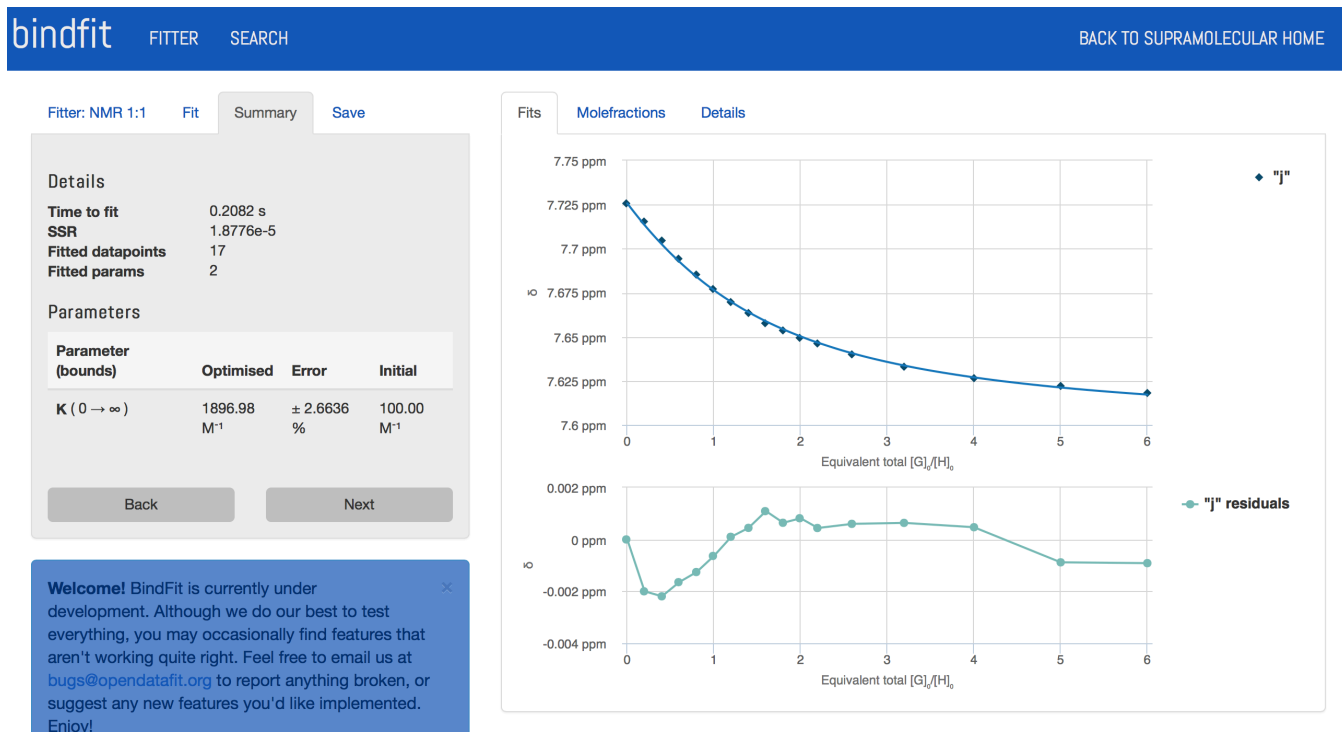 bindfit FITTER SEARCH BACK TO SUPRAMOLECULAR HOME
Fitter: NMR 1:1 Fit Summary Save
Details
Time to fit 0.2082 s
SSR 1.8776e-5
Fitted datapoints 17
Fitted params 2
Parameters
Parameter
(bounds) Optimised Error Initial
K ( 0 → ∞ ) 1896.98 ± 2.6636 100.00
M⁻¹ % M⁻¹
Back Next
Welcome! BindFit is currently under ×
development. Although we do our best to test
everything, you may occasionally find features that
aren't working quite right. Feel free to email us at
bugs@opendatafit.org to report anything broken, or
suggest any new features you'd like implemented.
Enjoy!
Fits Molefractions Details
7.75 ppm
7.725 ppm
7.7 ppm
7.675 ppm
7.65 ppm
7.625 ppm
7.6 ppm
δ
0 1 2 3 4 5 6
Equivalent total [G]₀/[H]₀
"j"
0.002 ppm
0 ppm
-0.002 ppm
-0.004 ppm
δ
0 1 2 3 4 5 6
Equivalent total [G]₀/[H]₀
"j" residuals